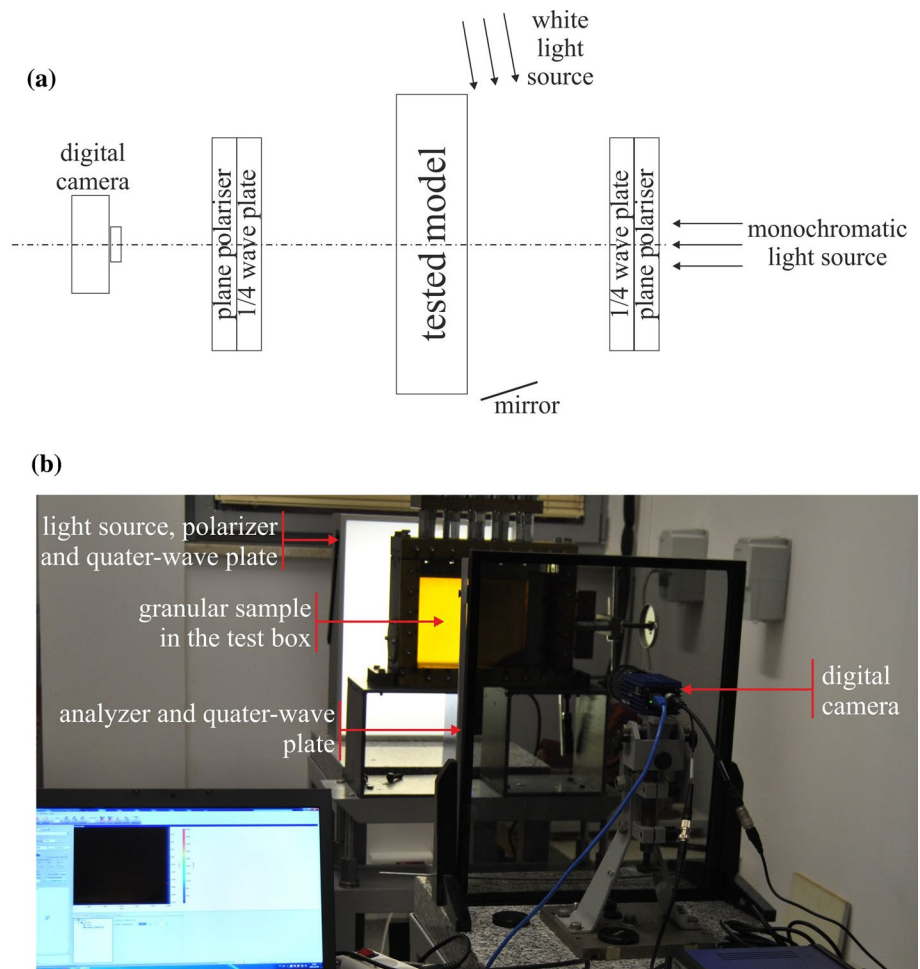 (a)
white
light
source
digital
camera
plane polariser
1/4 wave plate
tested model
1/4 wave plate
plane polariser
monochromatic
light source
mirror
(b)
light source, polarizer
and quater-wave plate
granular sample
in the test box
analyzer and quater-wave
plate
digital
camera